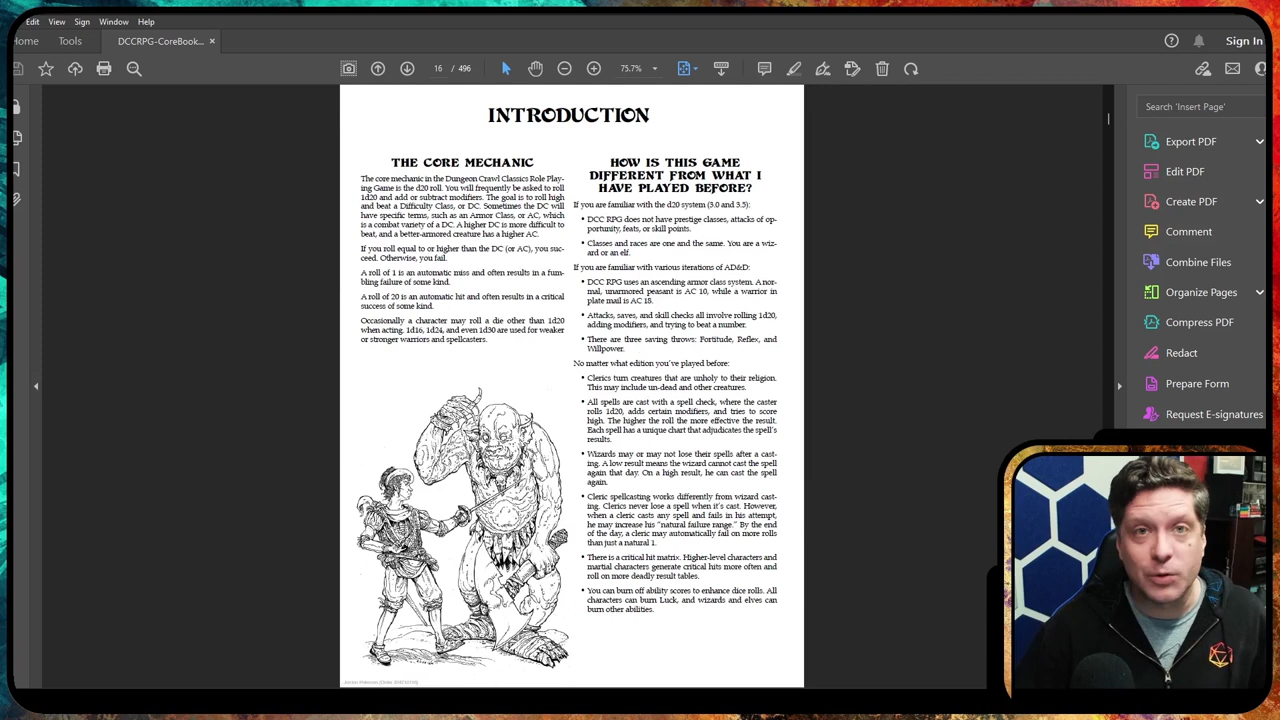 Edit View Sign Window Help
Home Tools DCCRPG-CoreBook... × Sign In
16 / 496 75.7%
INTRODUCTION
THE CORE MECHANIC
The core mechanic in the Dungeon Crawl Classics Role Play-
ing Game is the d20 roll. You will frequently be asked to roll
1d20 and add or subtract modifiers. The goal is to roll high
and beat a Difficulty Class, or DC. Sometimes the DC will
have specific terms, such as an Armor Class, or AC, which
is a combat variety of a DC. A higher DC is more difficult to
beat, and a better-armored creature has a higher AC.
If you roll equal to or higher than the DC (or AC), you suc-
ceed. Otherwise, you fail.
A roll of 1 is an automatic miss and often results in a fum-
bling failure of some kind.
A roll of 20 is an automatic hit and often results in a critical
success of some kind.
Occasionally a character may roll a die other than 1d20
when acting. 1d16, 1d24, and even 1d30 are used for weaker
or stronger warriors and spellcasters.
HOW IS THIS GAME
DIFFERENT FROM WHAT I
HAVE PLAYED BEFORE?
If you are familiar with the d20 system (3.0 and 3.5):
• DCC RPG does not have prestige classes, attacks of op-
portunity, feats, or skill points.
• Classes and races are one and the same. You are a wiz-
ard or an elf.
If you are familiar with various iterations of AD&D:
• DCC RPG uses an ascending armor class system. A nor-
mal, unarmored peasant is AC 10, while a warrior in
plate mail is AC 18.
• Attacks, saves, and skill checks all involve rolling 1d20,
adding modifiers, and trying to beat a number.
• There are three saving throws: Fortitude, Reflex, and
Willpower.
No matter what edition you've played before:
• Clerics turn creatures that are unholy to their religion.
This may include un-dead and other creatures.
• All spells are cast with a spell check, where the caster
rolls 1d20, adds certain modifiers, and tries to score
high. The higher the roll the more effective the result.
Each spell has a unique chart that adjudicates the spell's
results.
• Wizards may or may not lose their spells after a cast-
ing. A low result means the wizard cannot cast the spell
again that day. On a high result, he can cast the spell
again.
• Cleric spellcasting works differently from wizard cast-
ing. Clerics never lose a spell when it's cast. However,
when a cleric casts any spell and fails in his attempt,
he may increase his "natural failure range." By the end
of the day, a cleric may automatically fail on more rolls
than just a natural 1.
• There is a critical hit matrix. Higher-level characters and
martial characters generate critical hits more often and
roll on more deadly result tables.
• You can burn off ability scores to enhance dice rolls. All
characters can burn Luck, and wizards and elves can
burn other abilities.
Search 'Insert Page'
Export PDF
Edit PDF
Create PDF
Comment
Combine Files
Organize Pages
Compress PDF
Redact
Prepare Form
Request E-signatures